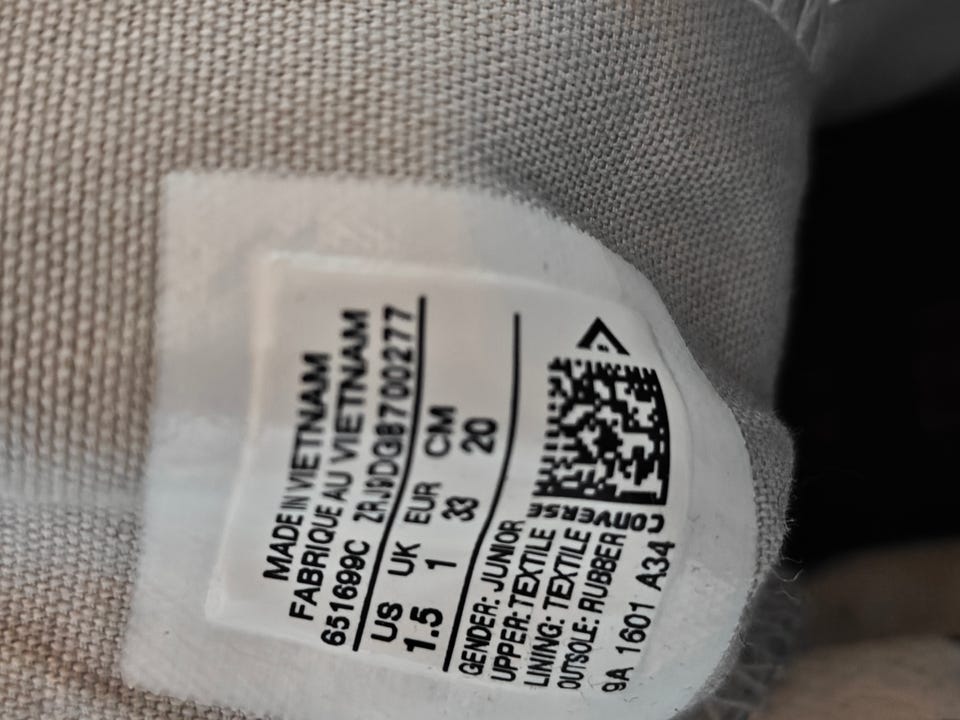 MADE IN VIETNAM
FABRIQUE AU VIETNAM
651699C ZRJ9DGB8700277
US UK EUR CM
1.5 1 33 20
GENDER: JUNIOR
UPPER: TEXTILE
LINING: TEXTILE
OUTSOLE: RUBBER
9A 1601 A34
CONVERSE